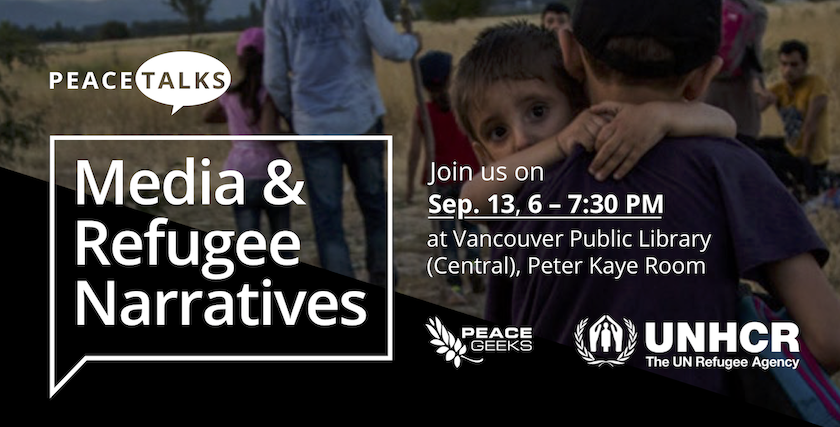 PEACETALKS
Media &
Refugee
Narratives
Join us on
Sep. 13, 6 – 7:30 PM
at Vancouver Public Library
(Central), Peter Kaye Room
PEACE
GEEKS
UNHCR
The UN Refugee Agency